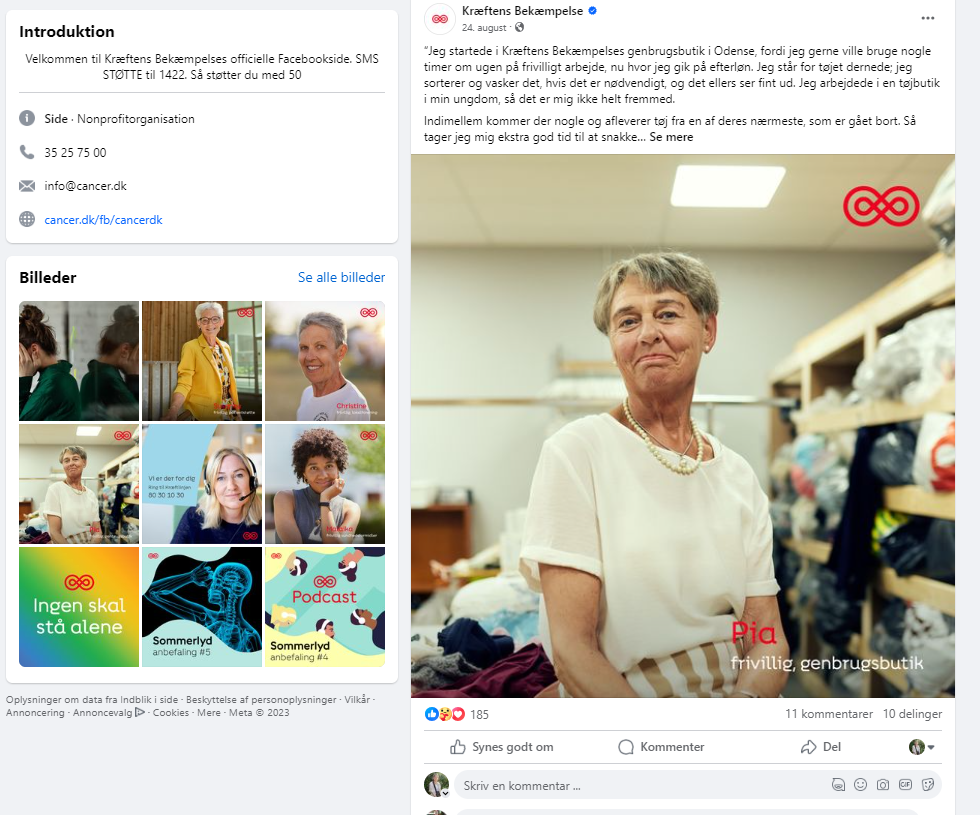 Introduktion
Velkommen til Kræftens Bekæmpelses officielle Facebookside. SMS
STØTTE til 1422. Så støtter du med 50
Side · Nonprofitorganisation
35 25 75 00
info@cancer.dk
cancer.dk/fb/cancerdk
Billeder
Se alle billeder
Christine
Vi er der for dig
Ring til Kræftlinjen
80 30 10 30
Ingen skal
stå alene
Sommerlyd
anbefaling #5
Podcast
Sommerlyd
anbefaling #4
Oplysninger om data fra Indblik i side · Beskyttelse af personoplysninger · Vilkår ·
Annoncering · Annoncevalg · Cookies · Mere · Meta © 2023
Kræftens Bekæmpelse
24. august ·
"Jeg startede i Kræftens Bekæmpelses genbrugsbutik i Odense, fordi jeg gerne ville bruge nogle
timer om ugen på frivilligt arbejde, nu hvor jeg gik på efterløn. Jeg står for tøjet dernede; jeg
sorterer og vasker det, hvis det er nødvendigt, og det ellers ser fint ud. Jeg arbejdede i en tøjbutik
i min ungdom, så det er mig ikke helt fremmed.
Indimellem kommer der nogle og afleverer tøj fra en af deres nærmeste, som er gået bort. Så
tager jeg mig ekstra god tid til at snakke... Se mere
Pia
frivillig, genbrugsbutik
185
11 kommentarer 10 delinger
Synes godt om
Kommenter
Del
Skriv en kommentar ...
GIF